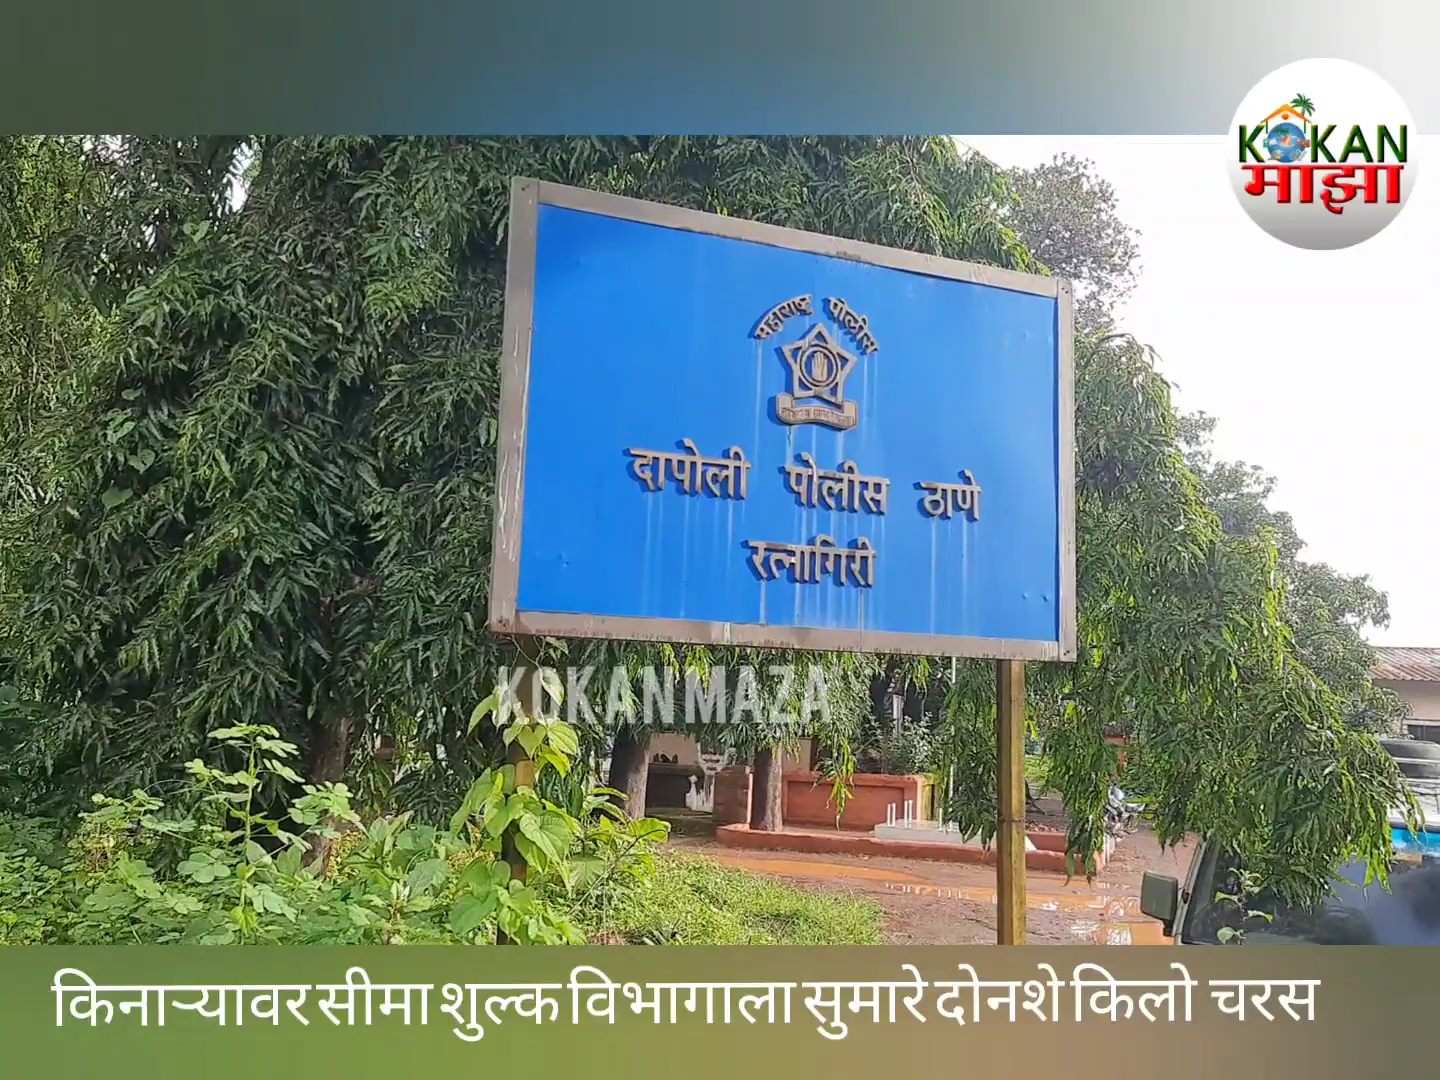 KOKAN
माझा
महाराष्ट्र पोलीस
दापोली पोलीस ठाणे
रत्नागिरी
KOKANMAZA
किनाऱ्यावर सीमा शुल्क विभागाला सुमारे दोनशे किलो चरस